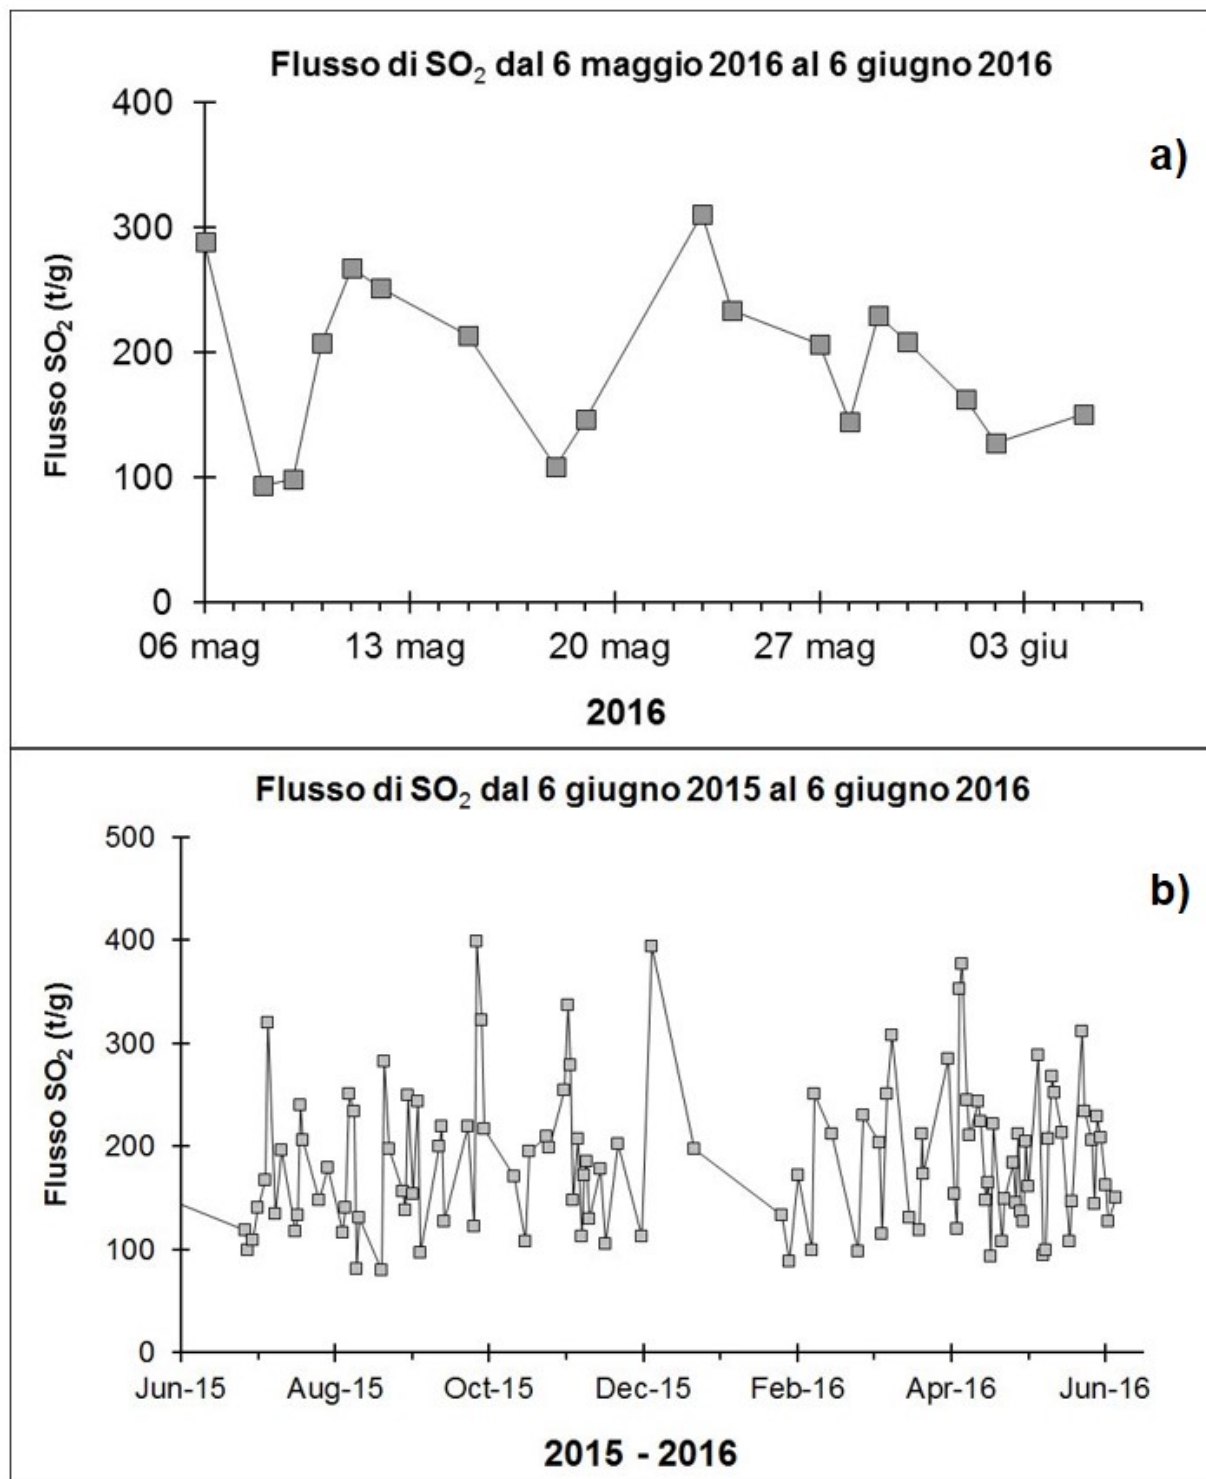 Flusso di SO₂ dal 6 maggio 2016 al 6 giugno 2016
a)
Flusso SO₂ (t/g)
400
300
200
100
0
06 mag 13 mag 20 mag 27 mag 03 giu
2016
Flusso di SO₂ dal 6 giugno 2015 al 6 giugno 2016
b)
Flusso SO₂ (t/g)
500
400
300
200
100
0
Jun-15 Aug-15 Oct-15 Dec-15 Feb-16 Apr-16 Jun-16
2015 - 2016